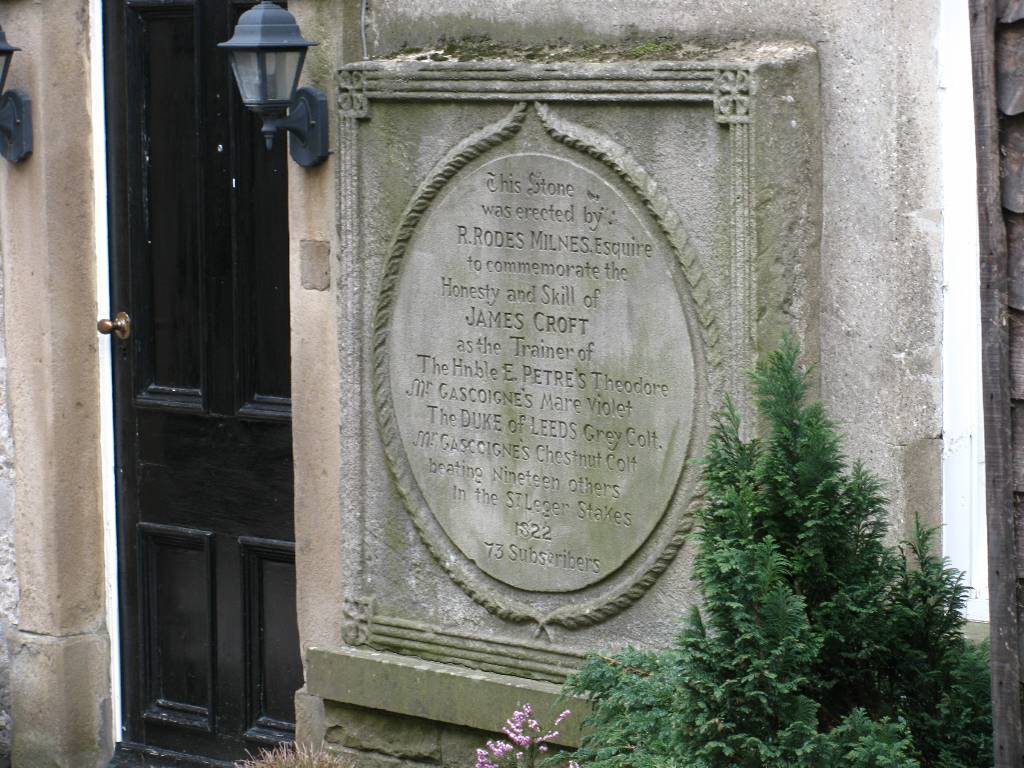 This Stone
was erected by
R. RODES MILNES. Esquire
to commemorate the
Honesty and Skill of
JAMES CROFT
as the Trainer of
The Hnble E. PETRE'S Theodore
Mr GASCOIGNE'S Mare Violet
The DUKE of LEEDS Grey Colt.
Mr GASCOIGNE'S Chestnut Colt
beating Nineteen others
In the St Leger Stakes
1822
73 Subscribers